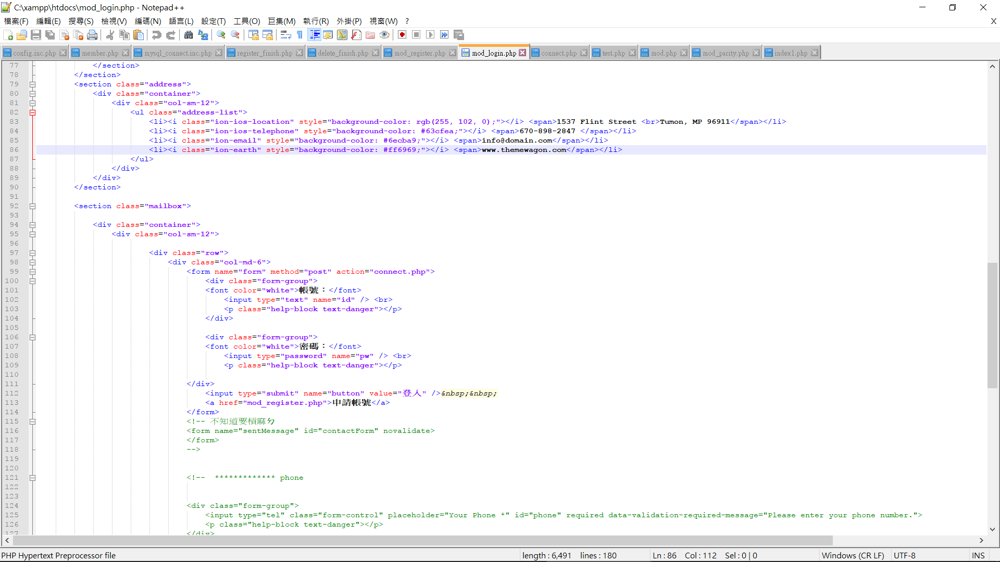 C:\xampp\htdocs\mod_login.php - Notepad++
檔案(F) 編輯(E) 搜尋(S) 檢視(V) 編碼(N) 語言(L) 設定(T) 工具(O) 巨集(M) 執行(R) 外掛(P) 視窗(W) ? X
config.inc.php member.php mysql_connect.inc.php register_finish.php delete_finish.php mod_register.php mod_login.php connect.php test.php mod.php mod_parity.php index1.php
77 </section>
78 </section>
79 <section class="address">
80 <div class="container">
81 <div class="col-sm-12">
82 <ul class="address-list">
83 <li><i class="ion-ios-location" style="background-color: rgb(255, 102, 0);"></i> <span>1537 Flint Street <br>Tumon, MP 96911</span></li>
84 <li><i class="ion-ios-telephone" style="background-color: #63cfea;"></i> <span>670-898-2847 </span></li>
85 <li><i class="ion-email" style="background-color: #6ecba9;"></i> <span>info@domain.com</span></li>
86 <li><i class="ion-earth" style="background-color: #ff6969;"></i> <span>www.themewagon.com</span></li>
87 </ul>
88 </div>
89 </div>
90 </section>
91
92 <section class="mailbox">
93
94 <div class="container">
95 <div class="col-sm-12">
96
97 <div class="row">
98 <div class="col-md-6">
99 <form name="form" method="post" action="connect.php">
100 <div class="form-group">
101 <font color="white">帳號：</font>
102 <input type="text" name="id" /> <br>
103 <p class="help-block text-danger"></p>
104 </div>
105
106 <div class="form-group">
107 <font color="white">密碼：</font>
108 <input type="password" name="pw" /> <br>
109 <p class="help-block text-danger"></p>
110
111 </div>
112 <input type="submit" name="button" value="登入" />&nbsp;&nbsp;
113 <a href="mod_register.php">申請帳號</a>
114 </form>
115 <!-- 不知道要槓麻ㄉ
116 <form name="sentMessage" id="contactForm" novalidate>
117 </form>
118 -->
119
120
121 <!-- ************* phone
122
123
124 <div class="form-group">
125 <input type="tel" class="form-control" placeholder="Your Phone *" id="phone" required data-validation-required-message="Please enter your phone number.">
126 <p class="help-block text-danger"></p>
127 </div>
PHP Hypertext Preprocessor file length : 6,491 lines : 180 Ln : 86 Col : 112 Sel : 0 | 0 Windows (CR LF) UTF-8 INS